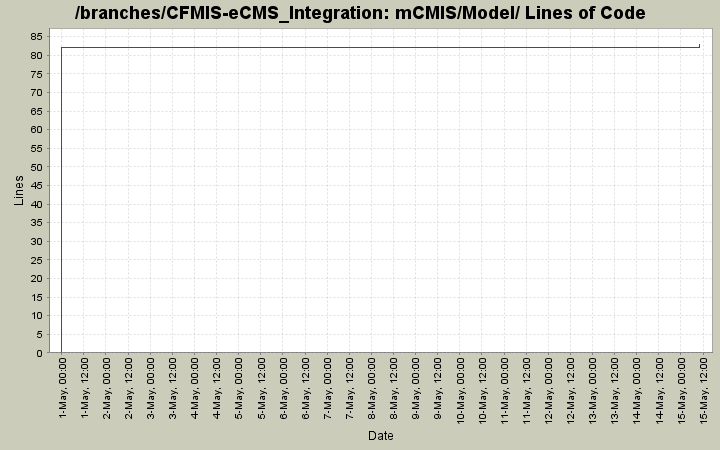 /branches/CFMIS-eCMS_Integration: mCMIS/Model/ Lines of Code
85
80
75
70
65
60
55
50
45
40
35
30
25
20
15
10
5
0
Lines
1-May, 00:00
1-May, 12:00
2-May, 00:00
2-May, 12:00
3-May, 00:00
3-May, 12:00
4-May, 00:00
4-May, 12:00
5-May, 00:00
5-May, 12:00
6-May, 00:00
6-May, 12:00
7-May, 00:00
7-May, 12:00
8-May, 00:00
8-May, 12:00
9-May, 00:00
9-May, 12:00
10-May, 00:00
10-May, 12:00
11-May, 00:00
11-May, 12:00
12-May, 00:00
12-May, 12:00
13-May, 00:00
13-May, 12:00
14-May, 00:00
14-May, 12:00
15-May, 00:00
15-May, 12:00
Date